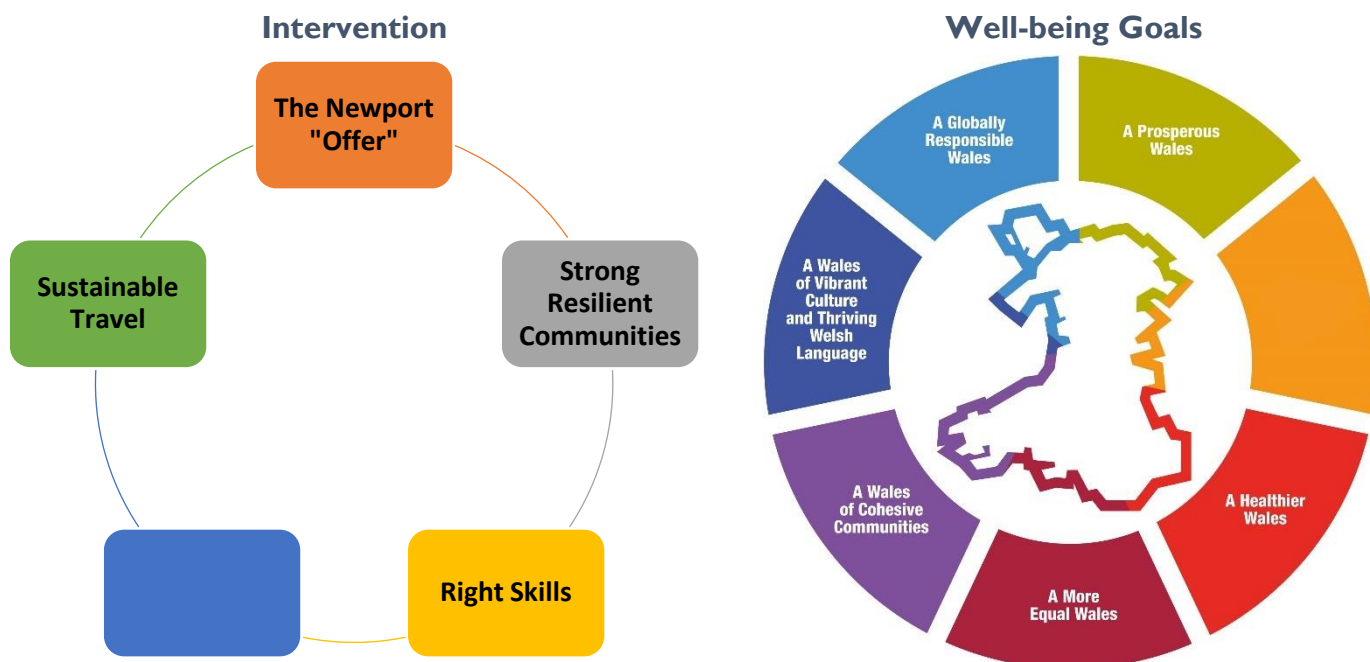 Intervention
The Newport
"Offer"
Strong
Resilient
Communities
Right Skills
Sustainable
Travel
Well-being Goals
A Globally
Responsible
Wales
A Prosperous
Wales
A Healthier
Wales
A More
Equal Wales
A Wales
of Cohesive
Communities
A Wales
of Vibrant
Culture
and Thriving
Welsh
Language